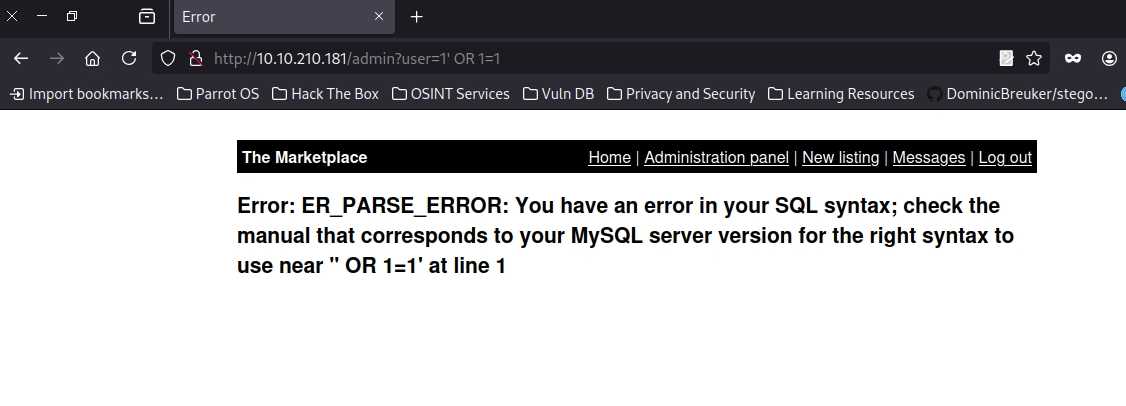 Error
http://10.10.210.181/admin?user=1' OR 1=1
Import bookmarks... Parrot OS Hack The Box OSINT Services Vuln DB Privacy and Security Learning Resources DominicBreuker/stego...
The Marketplace Home | Administration panel | New listing | Messages | Log out
Error: ER_PARSE_ERROR: You have an error in your SQL syntax; check the
manual that corresponds to your MySQL server version for the right syntax to
use near '' OR 1=1' at line 1